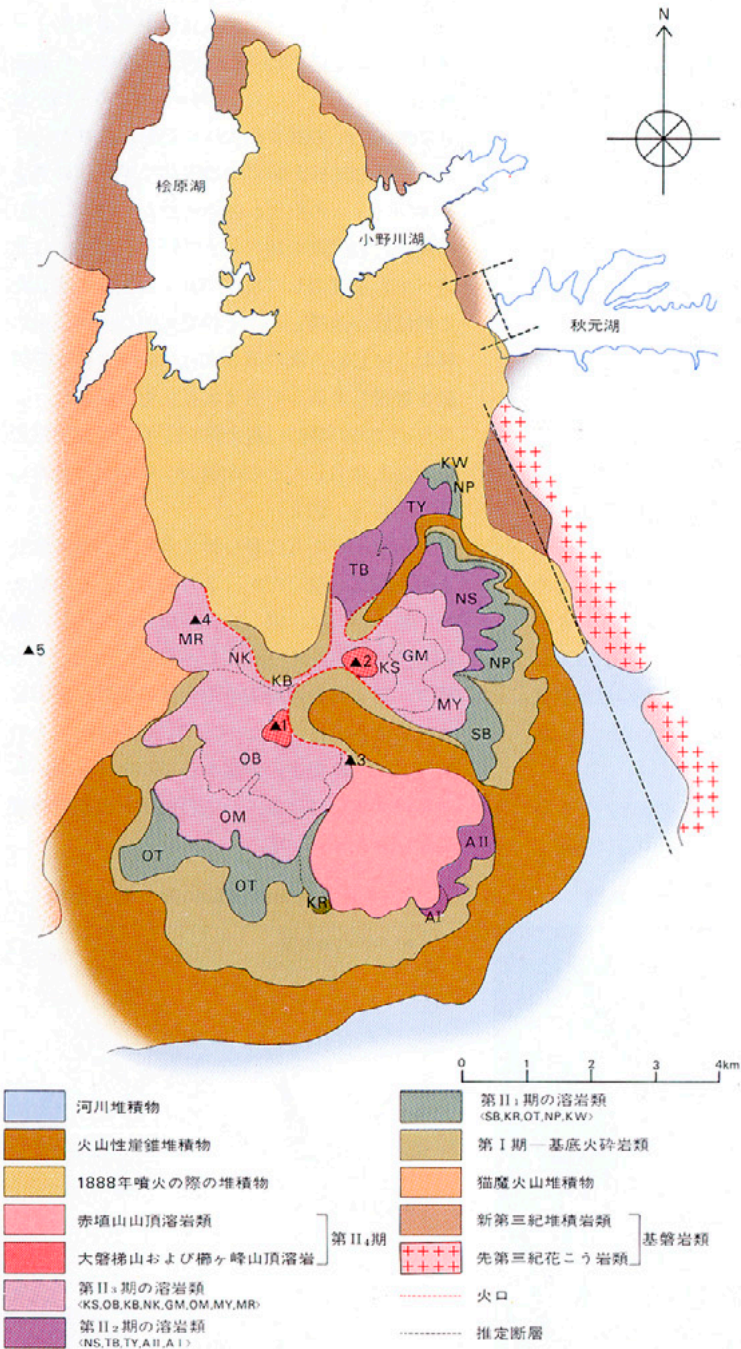 N
桧原湖
小野川湖
秋元湖
KW
NP
TY
TB
NS
▲4
MR
▲5
NK
▲2
KS
GM
NP
KB
MY
▲1
SB
OB
▲3
OM
AII
OT
OT
KR
AI
0 1 2 3 4km
河川堆積物
火山性崖錐堆積物
1888年噴火の際の堆積物
赤埴山山頂溶岩類
大磐梯山および櫛ヶ峰山頂溶岩
第II₄期
第II₃期の溶岩類
<KS,OB,KB,NK,GM,OM,MY,MR>
第II₂期の溶岩類
<NS,TB,TY,AII,AI>
第II₁期の溶岩類
<SB,KR,OT,NP,KW>
第I期―基底火砕岩類
猫魔火山堆積物
新第三紀堆積岩類
先第三紀花こう岩類
基磐岩類
火口
推定断層